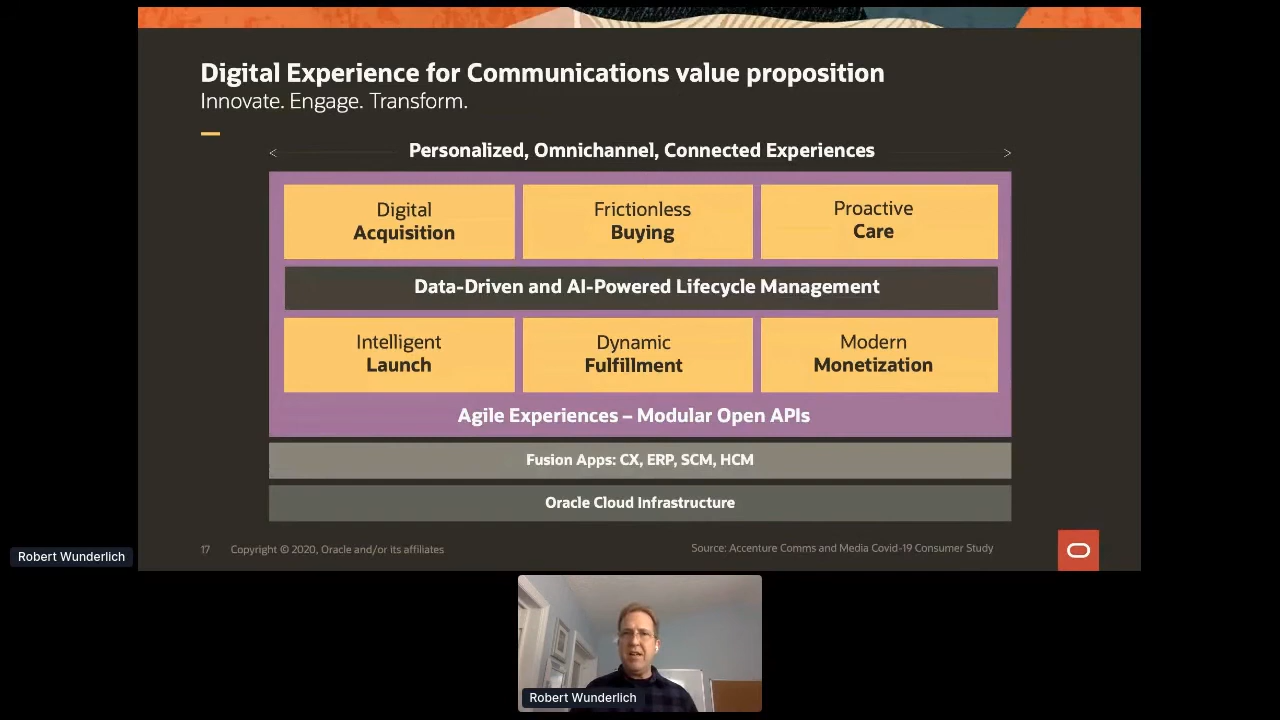 Digital Experience for Communications value proposition
Innovate. Engage. Transform.
< Personalized, Omnichannel, Connected Experiences >
Digital
Acquisition
Frictionless
Buying
Proactive
Care
Data-Driven and AI-Powered Lifecycle Management
Intelligent
Launch
Dynamic
Fulfillment
Modern
Monetization
Agile Experiences – Modular Open APIs
Fusion Apps: CX, ERP, SCM, HCM
Oracle Cloud Infrastructure
17 Copyright © 2020, Oracle and/or its affiliates
Source: Accenture Comms and Media Covid-19 Consumer Study
Robert Wunderlich
Robert Wunderlich